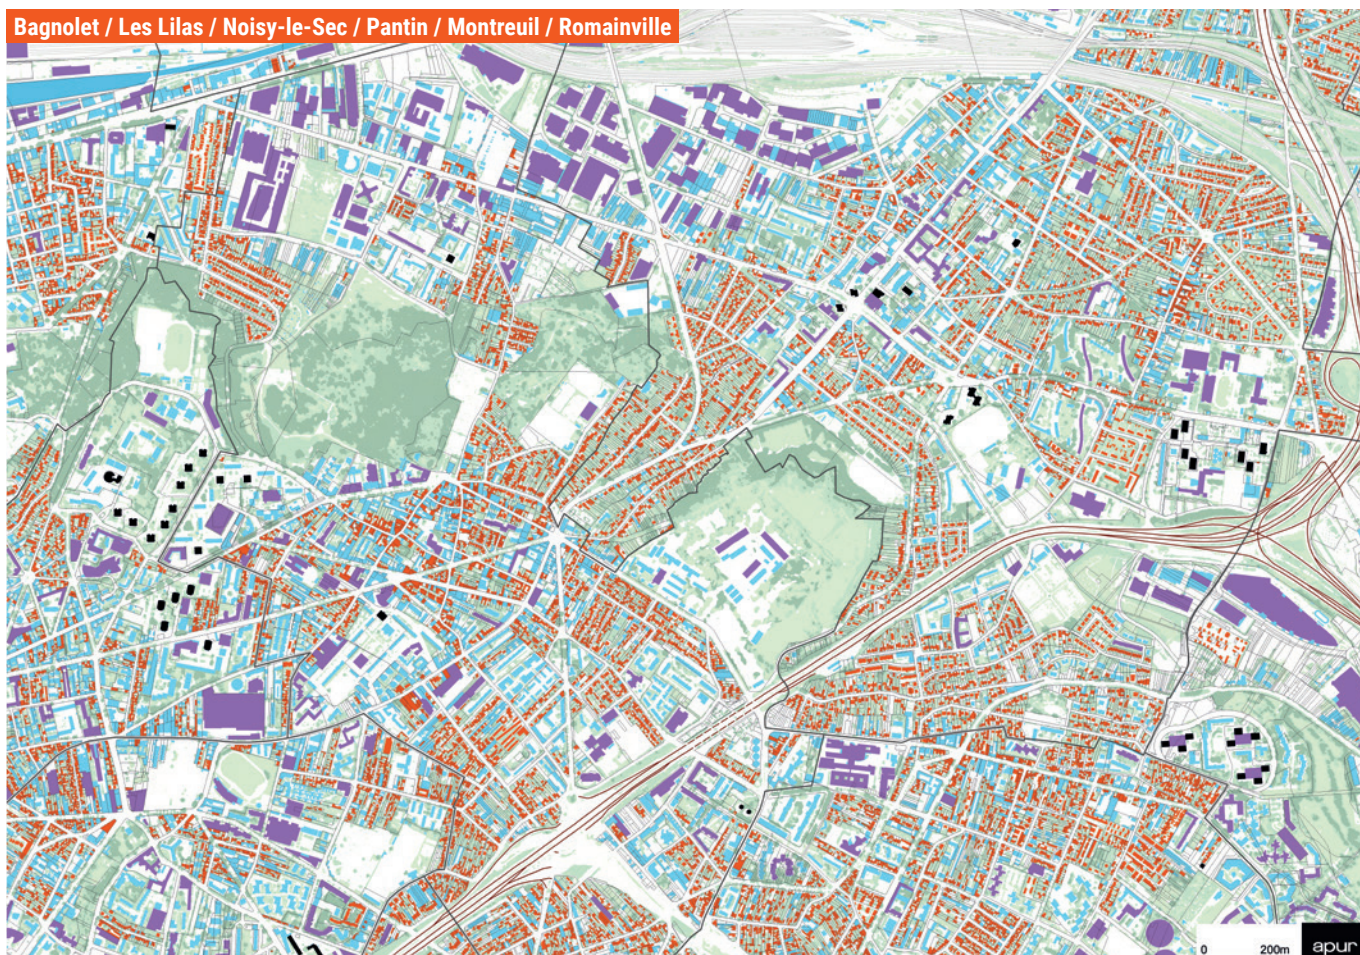 Bagnolet / Les Lilas / Noisy-le-Sec / Pantin / Montreuil / Romainville
0 200m apur